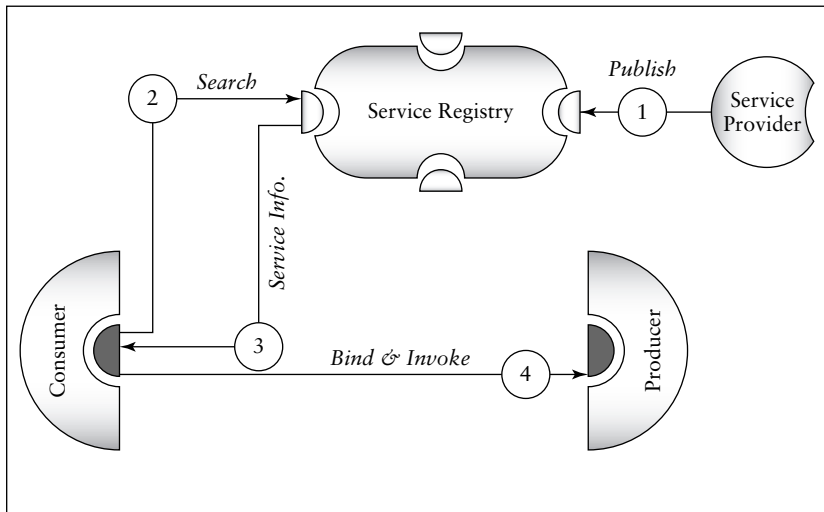 2
Search
Service Registry
Publish
1
Service
Provider
Service Info.
Consumer
3
Bind & Invoke
4
Producer